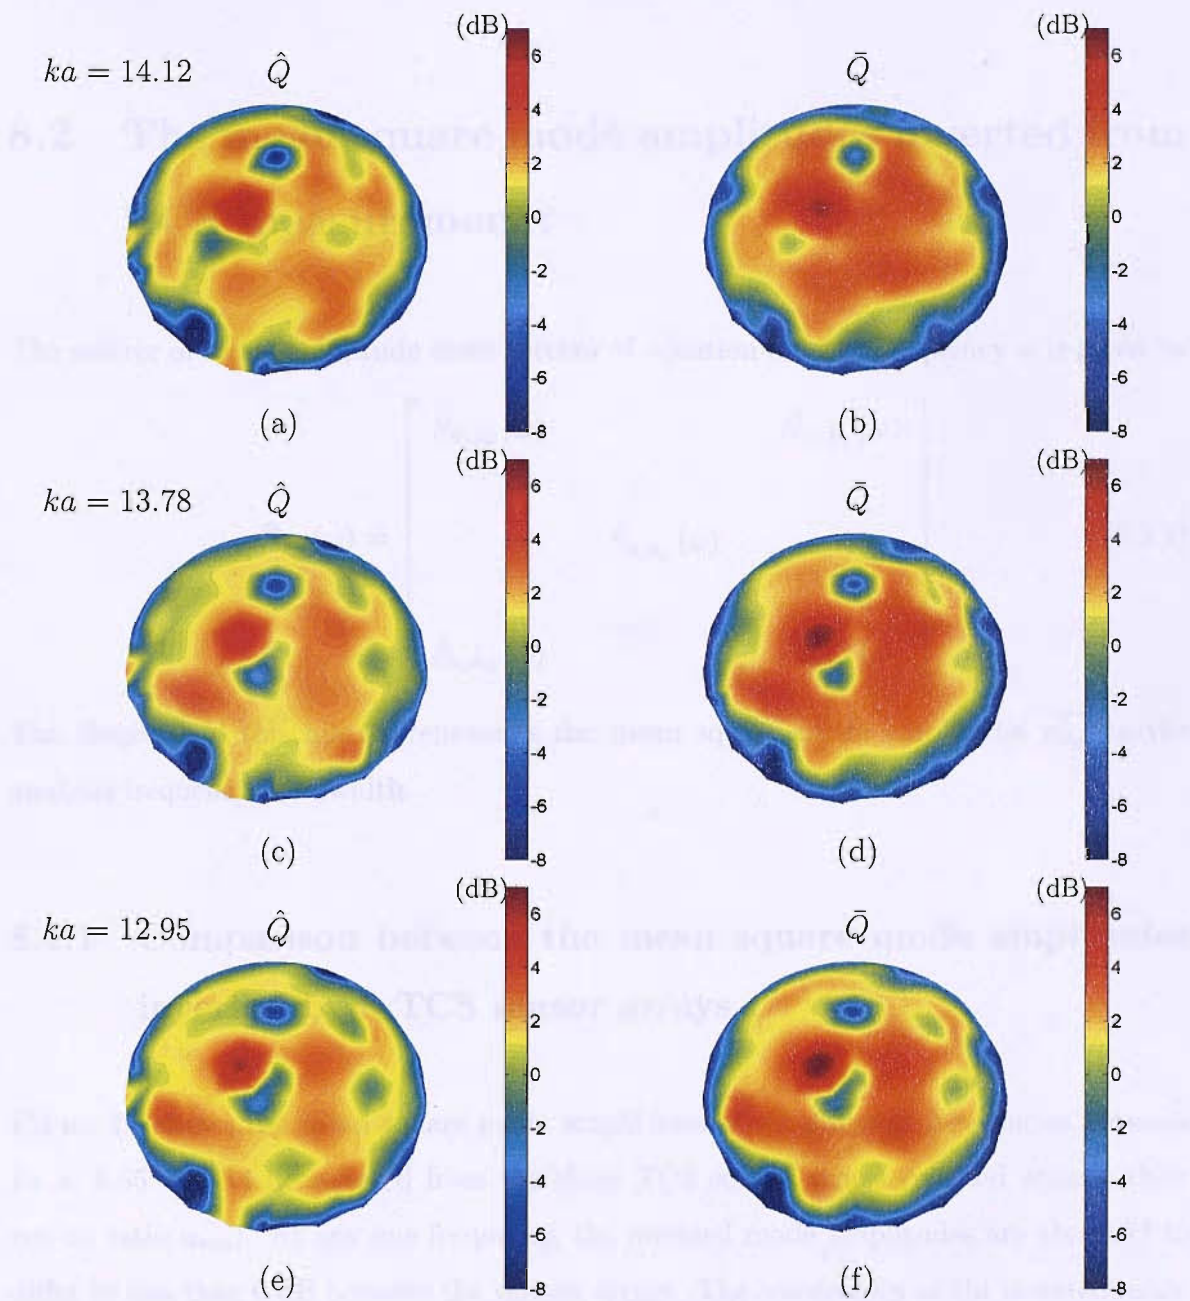 (dB) (dB)
ka = 14.12 Q̂ Q̄
6 4 2 0 -2 -4 -6 -8 6 4 2 0 -2 -4 -6 -8
(a) (b)
(dB) (dB)
ka = 13.78 Q̂ Q̄
6 4 2 0 -2 -4 -6 -8 6 4 2 0 -2 -4 -6 -8
(c) (d)
(dB) (dB)
ka = 12.95 Q̂ Q̄
6 4 2 0 -2 -4 -6 -8 6 4 2 0 -2 -4 -6 -8
(e) (f)